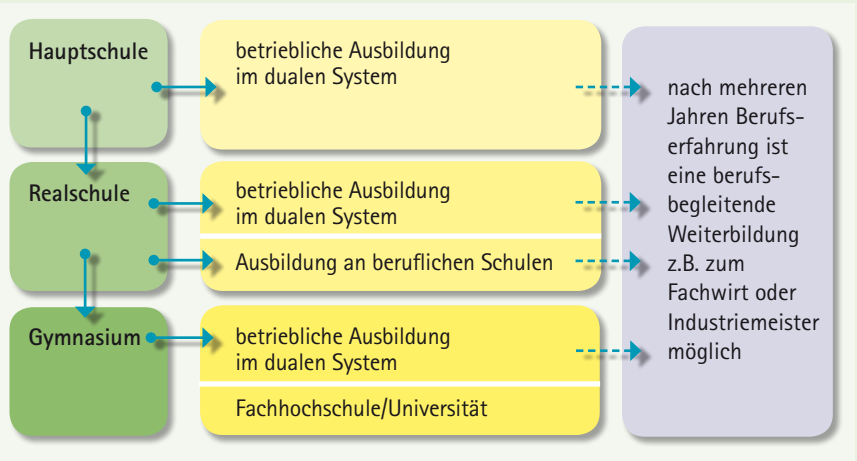 Hauptschule
betriebliche Ausbildung
im dualen System
Realschule
betriebliche Ausbildung
im dualen System
Ausbildung an beruflichen Schulen
Gymnasium
betriebliche Ausbildung
im dualen System
Fachhochschule/Universität
nach mehreren
Jahren Berufs-
erfahrung ist
eine berufs-
begleitende
Weiterbildung
z.B. zum
Fachwirt oder
Industriemeister
möglich